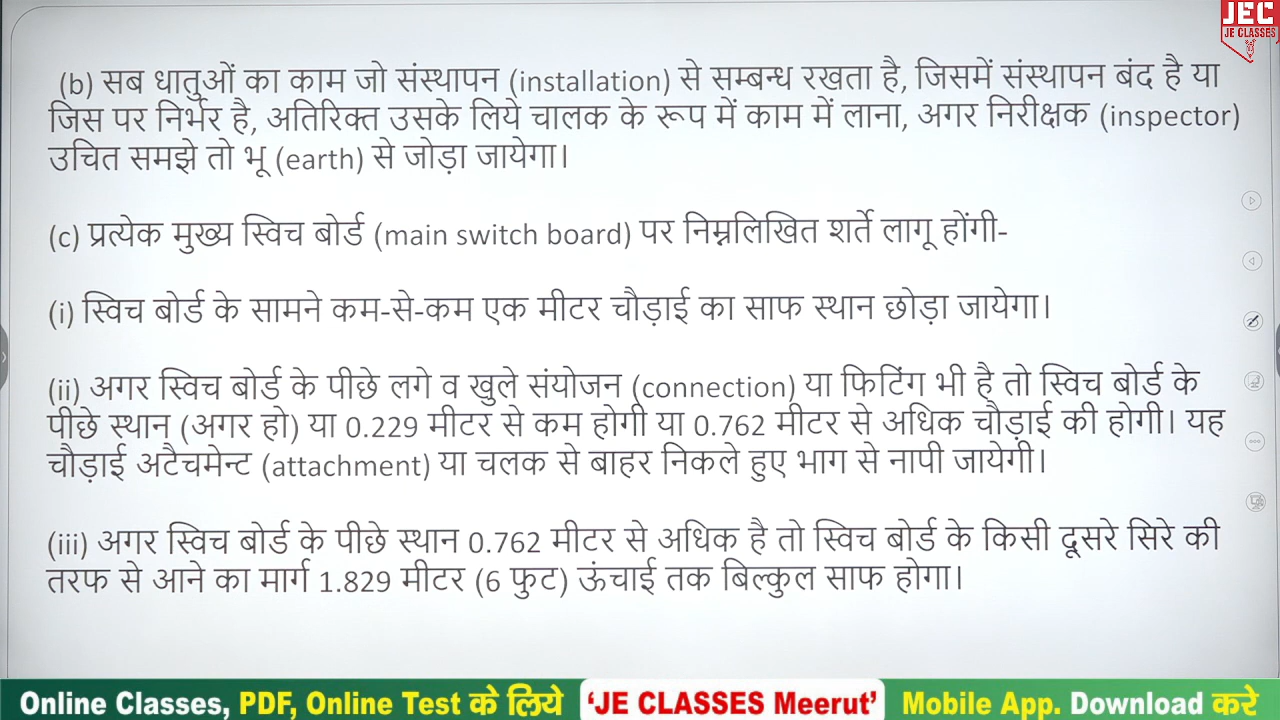 JEC
JE CLASSES
(b) सब धातुओं का काम जो संस्थापन (installation) से सम्बन्ध रखता है, जिसमें संस्थापन बंद है या
जिस पर निर्भर है, अतिरिक्त उसके लिये चालक के रूप में काम में लाना, अगर निरीक्षक (inspector)
उचित समझे तो भू (earth) से जोड़ा जायेगा।
(c) प्रत्येक मुख्य स्विच बोर्ड (main switch board) पर निम्नलिखित शर्ते लागू होंगी-
(i) स्विच बोर्ड के सामने कम-से-कम एक मीटर चौड़ाई का साफ स्थान छोड़ा जायेगा।
(ii) अगर स्विच बोर्ड के पीछे लगे व खुले संयोजन (connection) या फिटिंग भी है तो स्विच बोर्ड के
पीछे स्थान (अगर हो) या 0.229 मीटर से कम होगी या 0.762 मीटर से अधिक चौड़ाई की होगी। यह
चौड़ाई अटैचमेन्ट (attachment) या चलक से बाहर निकले हुए भाग से नापी जायेगी।
(iii) अगर स्विच बोर्ड के पीछे स्थान 0.762 मीटर से अधिक है तो स्विच बोर्ड के किसी दूसरे सिरे की
तरफ से आने का मार्ग 1.829 मीटर (6 फुट) ऊंचाई तक बिल्कुल साफ होगा।
Online Classes, PDF, Online Test के लिये 'JE CLASSES Meerut' Mobile App. Download करे